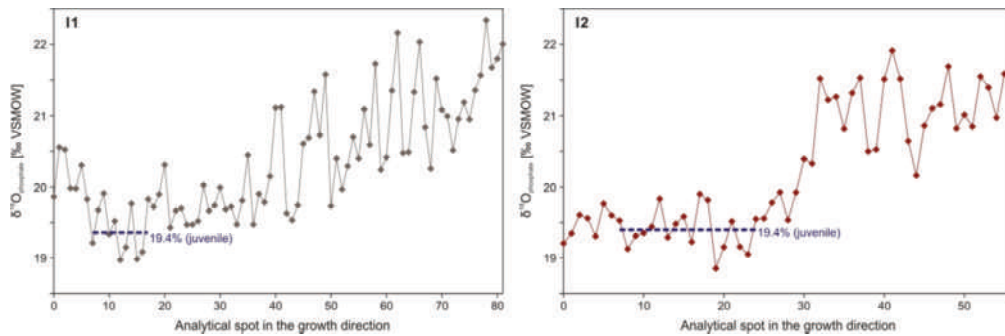 I1
22
21
20
19
δ¹⁸Ophosphate [‰ VSMOW]
19.4% (juvenile)
0 10 20 30 40 50 60 70 80
Analytical spot in the growth direction
I2
22
21
20
19
δ¹⁸Ophosphate [‰ VSMOW]
19.4% (juvenile)
0 10 20 30 40 50
Analytical spot in the growth direction